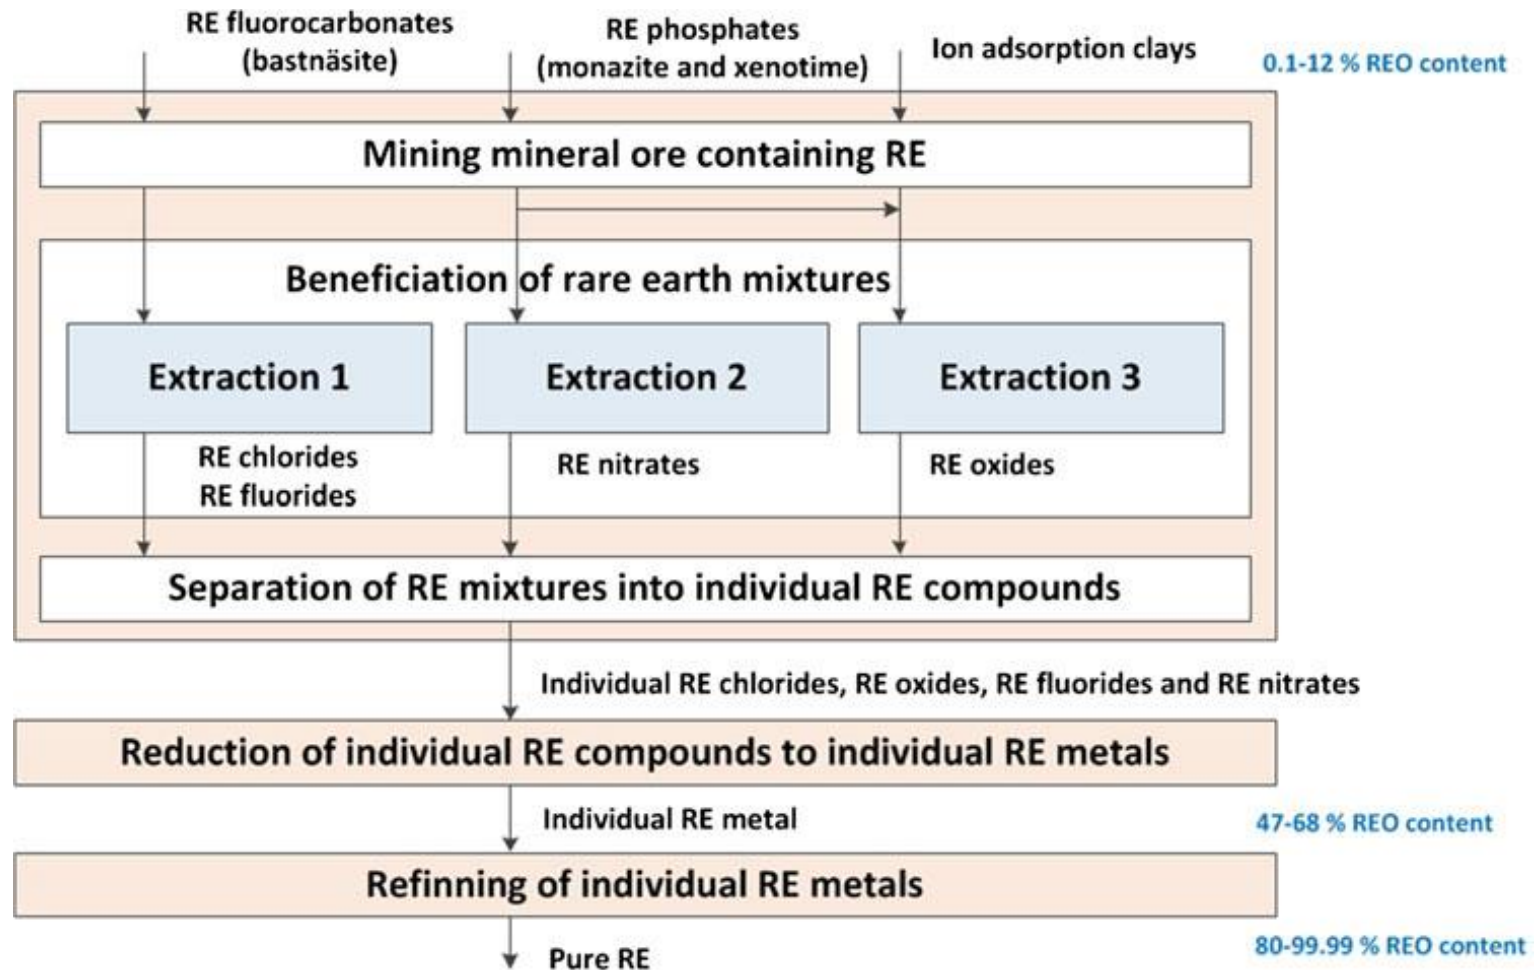 RE fluorocarbonates
(bastnäsite)
RE phosphates
(monazite and xenotime)
Ion adsorption clays
0.1-12 % REO content
Mining mineral ore containing RE
Beneficiation of rare earth mixtures
Extraction 1
Extraction 2
Extraction 3
RE chlorides
RE fluorides
RE nitrates
RE oxides
Separation of RE mixtures into individual RE compounds
Individual RE chlorides, RE oxides, RE fluorides and RE nitrates
Reduction of individual RE compounds to individual RE metals
Individual RE metal
47-68 % REO content
Refinning of individual RE metals
80-99.99 % REO content
Pure RE